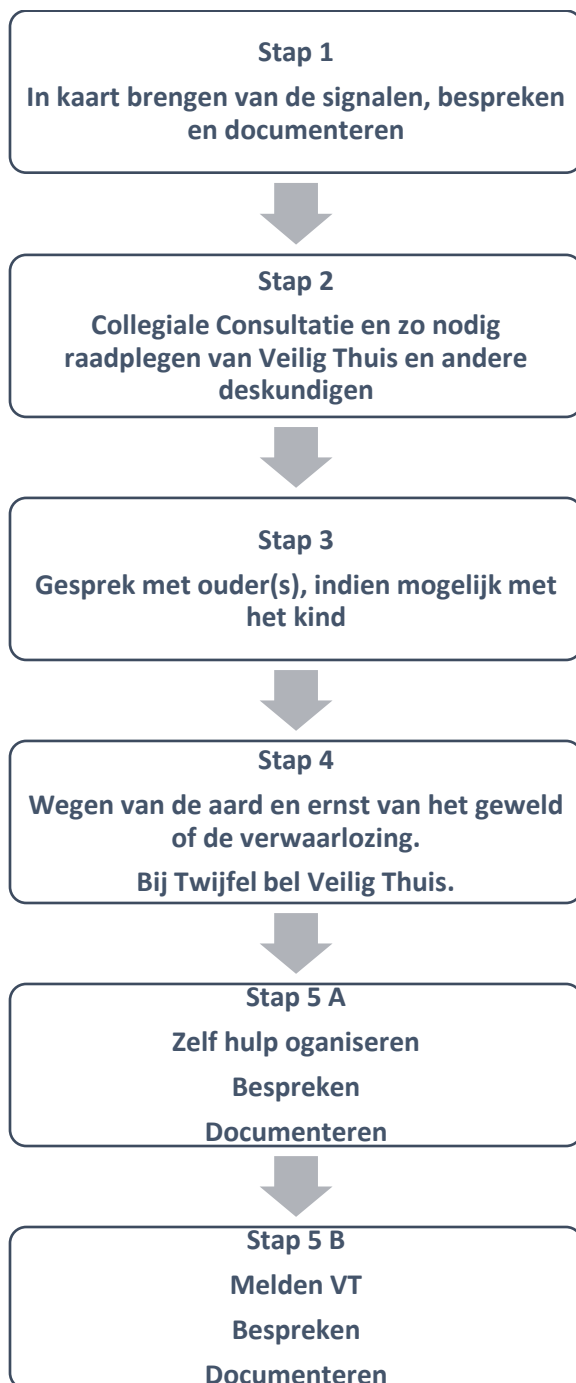 Stap 1
In kaart brengen van de signalen, bespreken
en documenteren
Stap 2
Collegiale Consultatie en zo nodig
raadplegen van Veilig Thuis en andere
deskundigen
Stap 3
Gesprek met ouder(s), indien mogelijk met
het kind
Stap 4
Wegen van de aard en ernst van het geweld
of de verwaarlozing.
Bij Twijfel bel Veilig Thuis.
Stap 5 A
Zelf hulp oganiseren
Bespreken
Documenteren
Stap 5 B
Melden VT
Bespreken
Documenteren